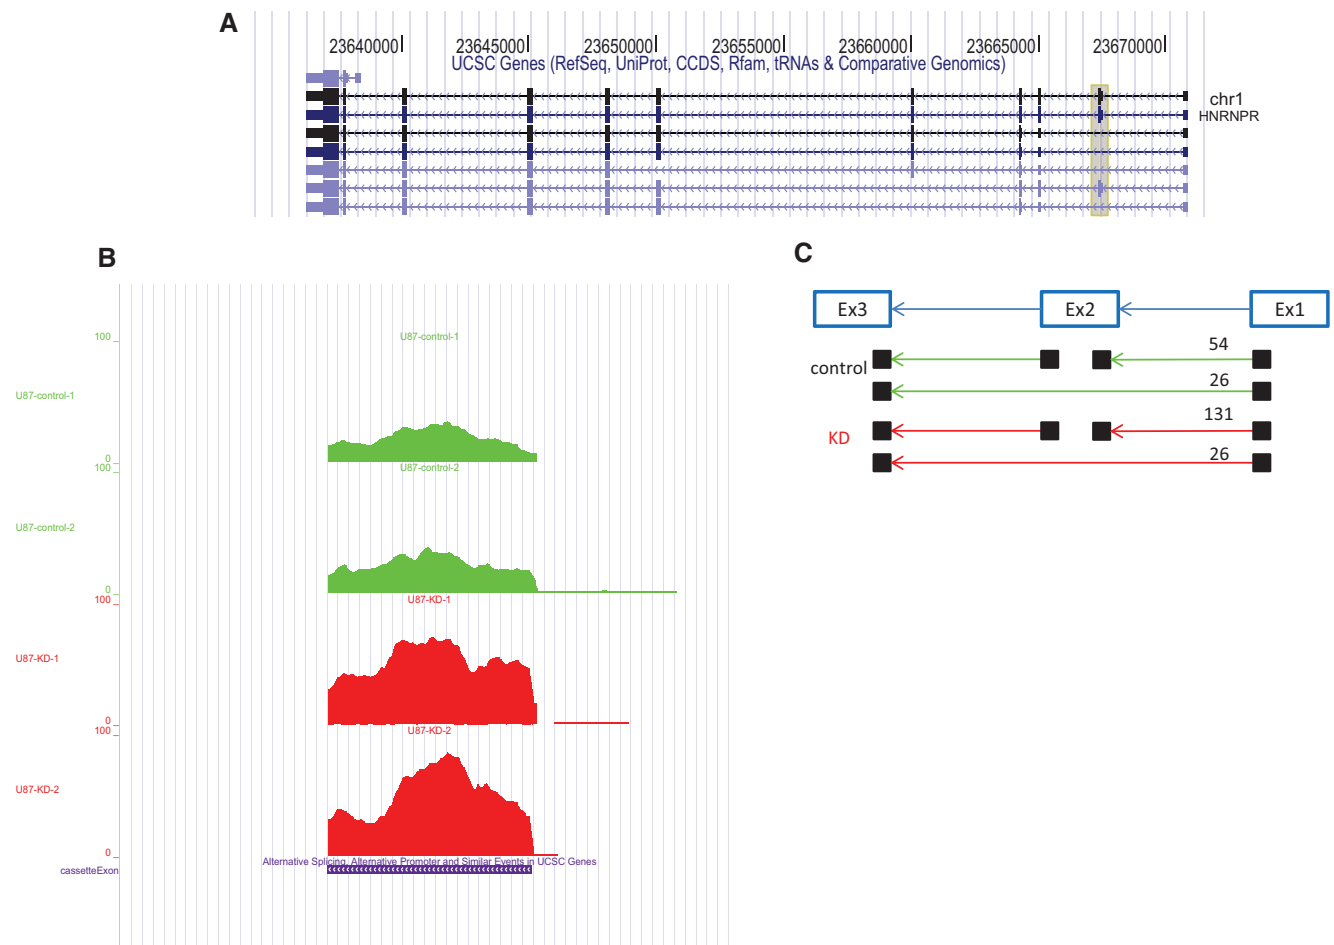 A
23640000 23645000 23650000 23655000 23660000 23665000 23670000
UCSC Genes (RefSeq, UniProt, CCDS, Rfam, tRNAs & Comparative Genomics)
chr1
HNRNPR
B
100
U87-control-1
U87-control-1
0
100
U87-control-2
U87-control-2
0
100
U87-KD-1
U87-KD-1
0
100
U87-KD-2
U87-KD-2
0
Alternative Splicing, Alternative Promoter and Similar Events in UCSC Genes
cassetteExon
C
Ex3 Ex2 Ex1
54
control
26
131
KD
26